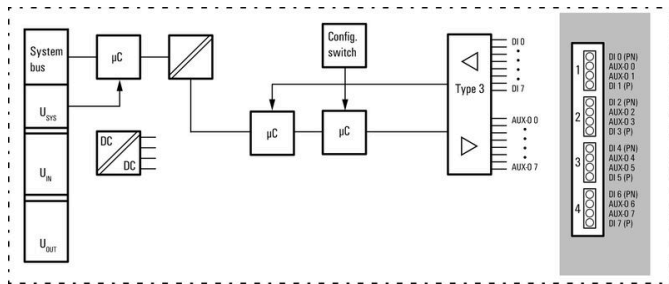 System
bus
µC
Config.
switch
DI 0
DI 7
Type 3
U_SYS
µC
µC
DC
DC
AUX-O 0
AUX-O 7
U_IN
U_OUT
1
DI 0 (PN)
AUX-O 0
AUX-O 1
DI 1 (P)
2
DI 2 (PN)
AUX-O 2
AUX-O 3
DI 3 (P)
3
DI 4 (PN)
AUX-O 4
AUX-O 5
DI 5 (P)
4
DI 6 (PN)
AUX-O 6
AUX-O 7
DI 7 (P)